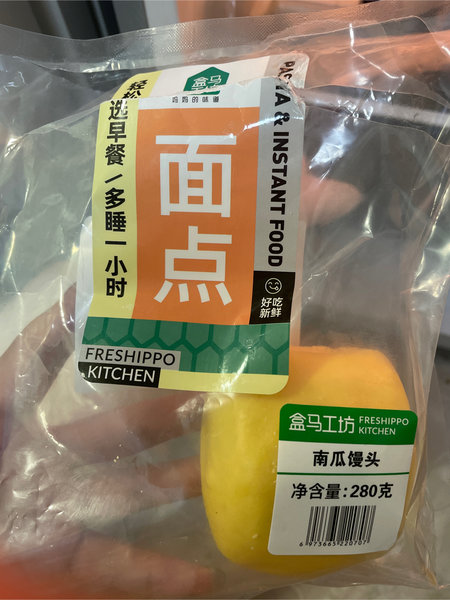 盒马
妈妈的味道
轻松
选早餐/多睡一小时
面点
PASTA & INSTANT FOOD
好吃
新鲜
FRESHIPPO
KITCHEN
盒马工坊 FRESHIPPO
KITCHEN
南瓜馒头
净含量:280克
6973665220707